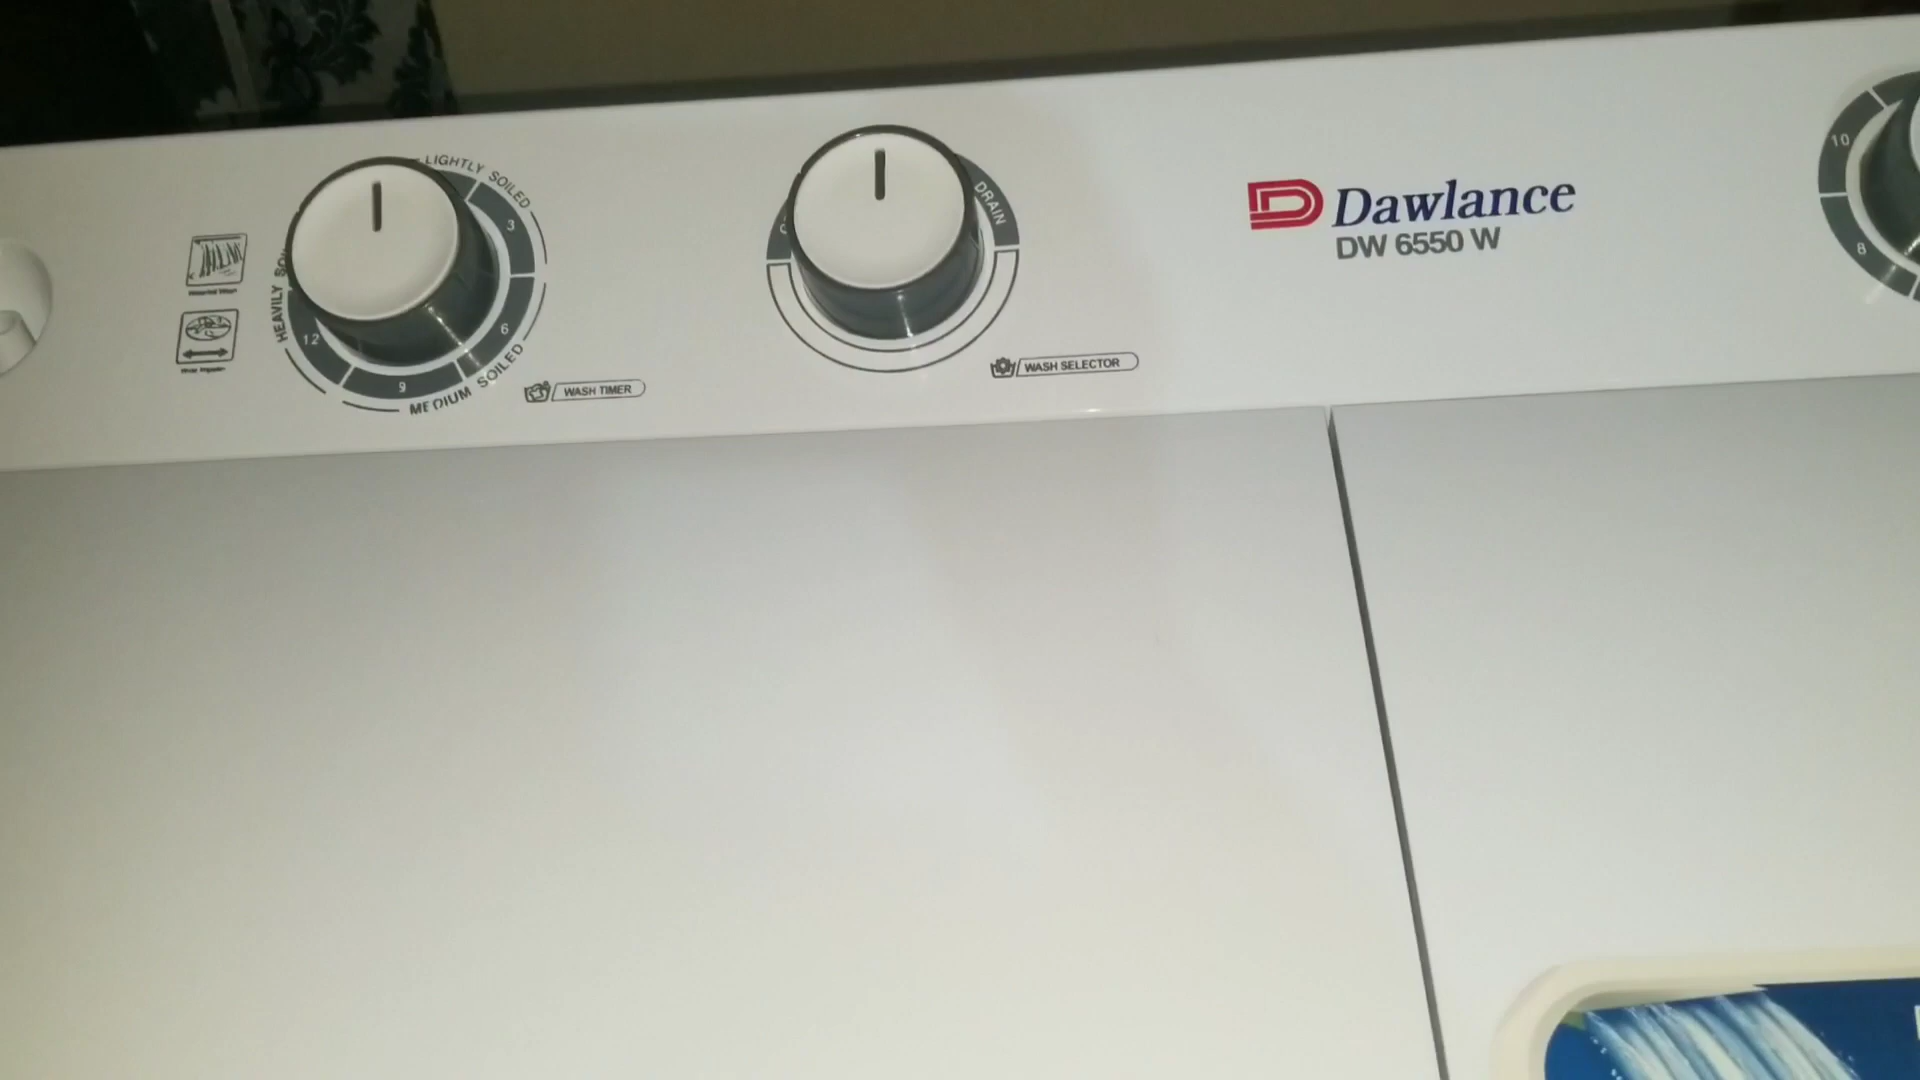 LIGHTLY SOILED
3
6
9
12
MEDIUM SOILED
HEAVILY
WASH TIMER
DRAIN
WASH SELECTOR
Dawlance
DW 6550 W
10
8